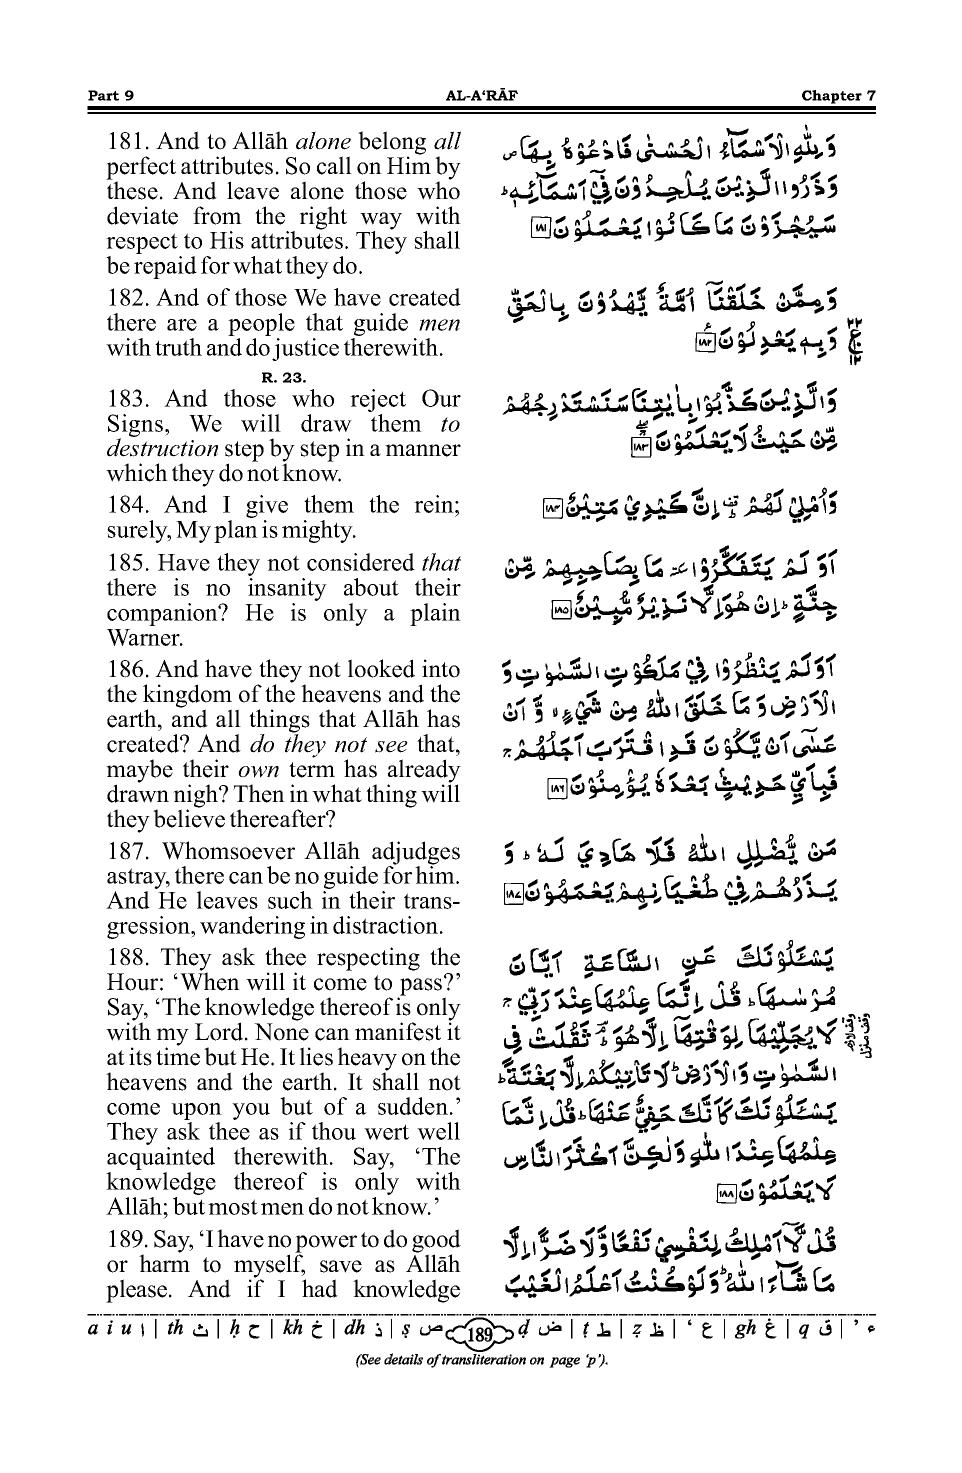 Part 9 AL-A‘RĀF Chapter 7
181. And to Allāh alone belong all
perfect attributes. So call on Him by
these. And leave alone those who
deviate from the right way with
respect to His attributes. They shall
be repaid for what they do.
182. And of those We have created
there are a people that guide men
with truth and do justice therewith.
R. 23.
183. And those who reject Our
Signs, We will draw them to
destruction step by step in a manner
which they do not know.
184. And I give them the rein;
surely, My plan is mighty.
185. Have they not considered that
there is no insanity about their
companion? He is only a plain
Warner.
186. And have they not looked into
the kingdom of the heavens and the
earth, and all things that Allāh has
created? And do they not see that,
maybe their own term has already
drawn nigh? Then in what thing will
they believe thereafter?
187. Whomsoever Allāh adjudges
astray, there can be no guide for him.
And He leaves such in their trans-
gression, wandering in distraction.
188. They ask thee respecting the
Hour: ‘When will it come to pass?’
Say, ‘The knowledge thereof is only
with my Lord. None can manifest it
at its time but He. It lies heavy on the
heavens and the earth. It shall not
come upon you but of a sudden.’
They ask thee as if thou wert well
acquainted therewith. Say, ‘The
knowledge thereof is only with
Allāh; but most men do not know.’
189. Say, ‘I have no power to do good
or harm to myself, save as Allāh
please. And if I had knowledge
وَلِلّٰهِ الْاَسْمَآءُ الْحُسْنٰى فَادْعُوْهُ بِهَا ۪
وَذَرُوا الَّذِيْنَ يُلْحِدُوْنَ فِيْٓ اَسْمَآئِهٖ ؕ
سَيُجْزَوْنَ مَا كَانُوْا يَعْمَلُوْنَ ۱۸۱
وَمِمَّنْ خَلَقْنَآ اُمَّةٌ يَّهْدُوْنَ بِالْحَقِّ
وَبِهٖ يَعْدِلُوْنَ ۱۸۲
وَالَّذِيْنَ كَذَّبُوْا بِاٰيٰتِنَا سَنَسْتَدْرِجُهُمْ
مِّنْ حَيْثُ لَا يَعْلَمُوْنَ ۱۸۳
وَاُمْلِيْ لَهُمْ ؕ اِنَّ كَيْدِيْ مَتِيْنٌ ۱۸۴
اَوَ لَمْ يَتَفَكَّرُوْا ٚ مَا بِصَاحِبِهِمْ مِّنْ
جِنَّةٍ ؕ اِنْ هُوَ اِلَّا نَذِيْرٌ مُّبِيْنٌ ۱۸۵
اَوَ لَمْ يَنْظُرُوْا فِيْ مَلَكُوْتِ السَّمٰوٰتِ وَ
الْاَرْضِ وَ مَا خَلَقَ اللّٰهُ مِنْ شَيْءٍ ۙ وَّ اَنْ
عَسٰٓى اَنْ يَّكُوْنَ قَدِ اقْتَرَبَ اَجَلُهُمْ ۚ
فَبِاَيِّ حَدِيْثٍۭ بَعْدَهٗ يُؤْمِنُوْنَ ۱۸۶
مَنْ يُّضْلِلِ اللّٰهُ فَلَا هَادِيَ لَهٗ ؕ وَ
يَذَرُهُمْ فِيْ طُغْيَانِهِمْ يَعْمَهُوْنَ ۱۸۷
يَسْئَلُوْنَكَ عَنِ السَّاعَةِ اَيَّانَ
مُرْسٰىهَا ؕ قُلْ اِنَّمَا عِلْمُهَا عِنْدَ رَبِّيْ ۚ
لَا يُجَلِّيْهَا لِوَقْتِهَآ اِلَّا هُوَ ؔ ثَقُلَتْ فِى
السَّمٰوٰتِ وَالْاَرْضِ ؕ لَا تَاْتِيْكُمْ اِلَّا بَغْتَةً ؕ
يَسْئَلُوْنَكَ كَاَنَّكَ حَفِيٌّ عَنْهَا ؕ قُلْ اِنَّمَا
عِلْمُهَا عِنْدَ اللّٰهِ وَلٰكِنَّ اَكْثَرَ النَّاسِ
لَا يَعْلَمُوْنَ ۱۸۸
قُلْ لَّآ اَمْلِكُ لِنَفْسِيْ نَفْعًا وَّلَا ضَرًّا اِلَّا
مَا شَآءَ اللّٰهُ ؕ وَلَوْ كُنْتُ اَعْلَمُ الْغَيْبَ
a i u ا | th ث | ḥ ح | kh خ | dh ذ | ṣ ص 189 ḍ ض | ṭ ط | ẓ ظ | ‘ ع | gh غ | q ق | ’ ء
(See details of transliteration on page ‘p’).